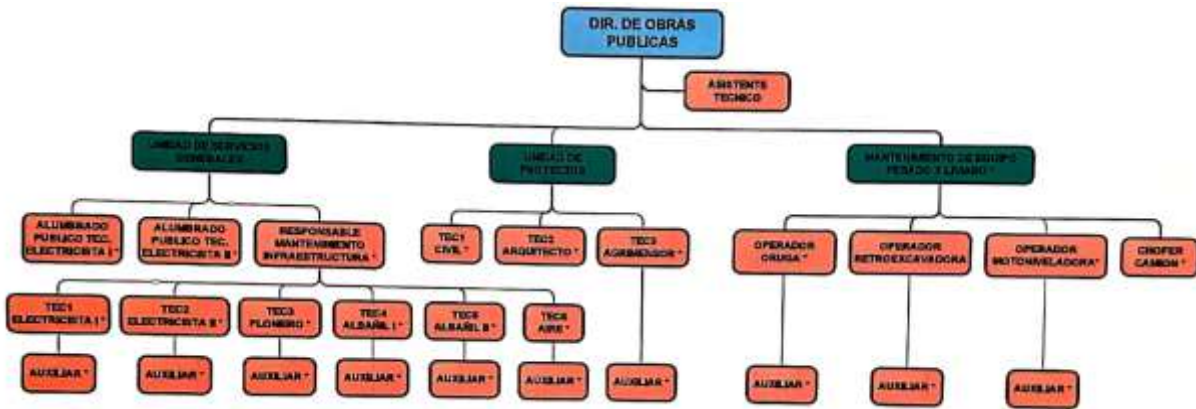 DIR. DE OBRAS
PUBLICAS
ASISTENTE
TECNICO
UNIDAD DE SERVICIOS
GENERALES
UNIDAD DE
PROYECTOS
MANTENIMIENTO DE EQUIPO
PESADO Y LIVIANO *
ALUMBRADO
PUBLICO TEC.
ELECTRICISTA I *
ALUMBRADO
PUBLICO TEC.
ELECTRICISTA II *
RESPONSABLE
MANTENIMIENTO
INFRAESTRUCTURA *
TEC1
CIVIL *
TEC2
ARQUITECTO *
TEC3
AGRIMENSOR *
OPERADOR
ORUGA *
OPERADOR
RETROEXCAVADORA
OPERADOR
MOTONIVELADORA*
CHOFER
CAMION *
TEC1
ELECTRICISTA I *
TEC2
ELECTRICISTA II *
TEC3
PLOMERO *
TEC4
ALBAÑIL I *
TEC5
ALBAÑIL II *
TEC6
AIRE *
AUXILIAR *
AUXILIAR *
AUXILIAR *
AUXILIAR *
AUXILIAR *
AUXILIAR *
AUXILIAR *
AUXILIAR *
AUXILIAR *
AUXILIAR *